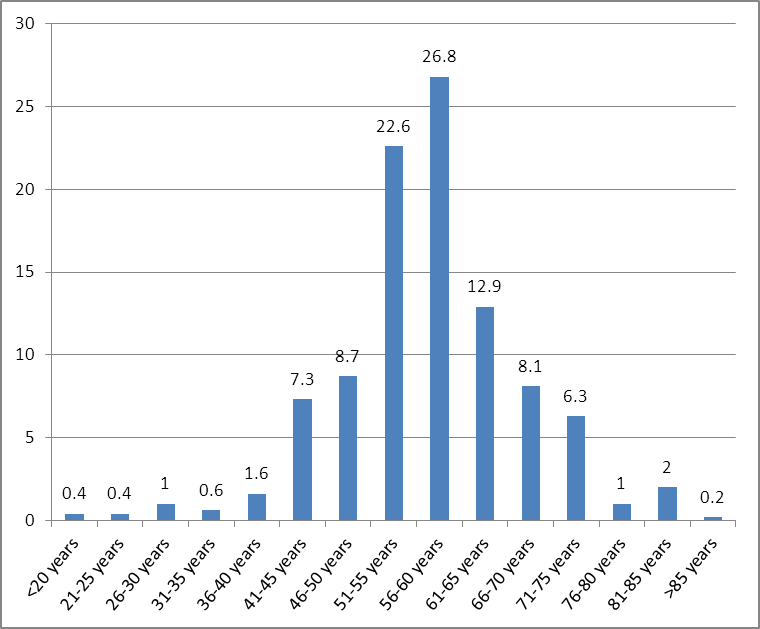 30
25
20
15
10
5
0
0.4
0.4
1
0.6
1.6
7.3
8.7
22.6
26.8
12.9
8.1
6.3
1
2
0.2
<20 years
21-25 years
26-30 years
31-35 years
36-40 years
41-45 years
46-50 years
51-55 years
56-60 years
61-65 years
66-70 years
71-75 years
76-80 years
81-85 years
>85 years